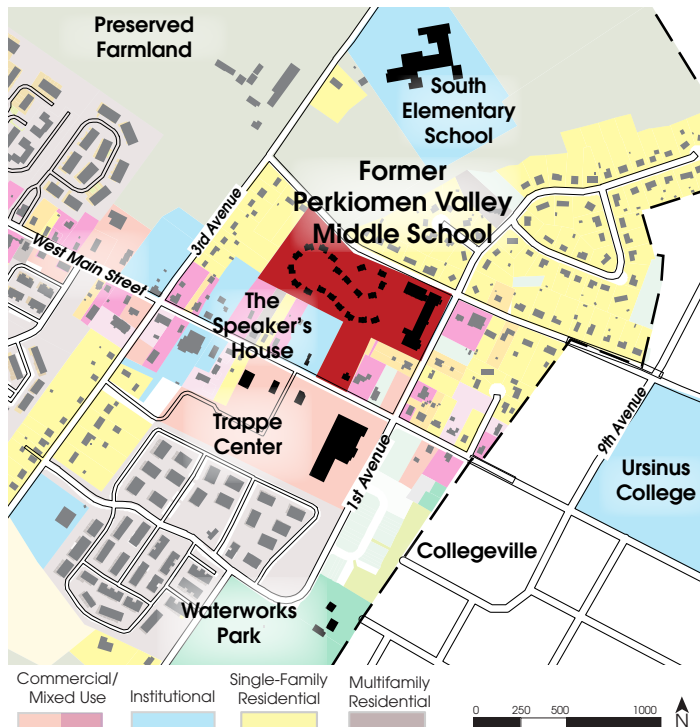 Preserved
Farmland
South
Elementary
School
Former
Perkiomen Valley
Middle School
3rd Avenue
West Main Street
The
Speaker's
House
Trappe
Center
1st Avenue
9th Avenue
Ursinus
College
Collegeville
Waterworks
Park
Commercial/
Mixed Use
Institutional
Single-Family
Residential
Multifamily
Residential
0 250 500 1000
N